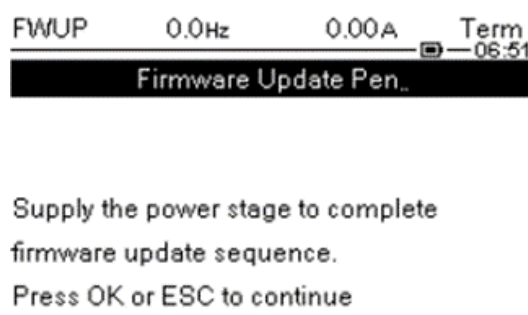 FWUP 0.0Hz 0.00A Term
06:51
Firmware Update Pen..
Supply the power stage to complete
firmware update sequence.
Press OK or ESC to continue